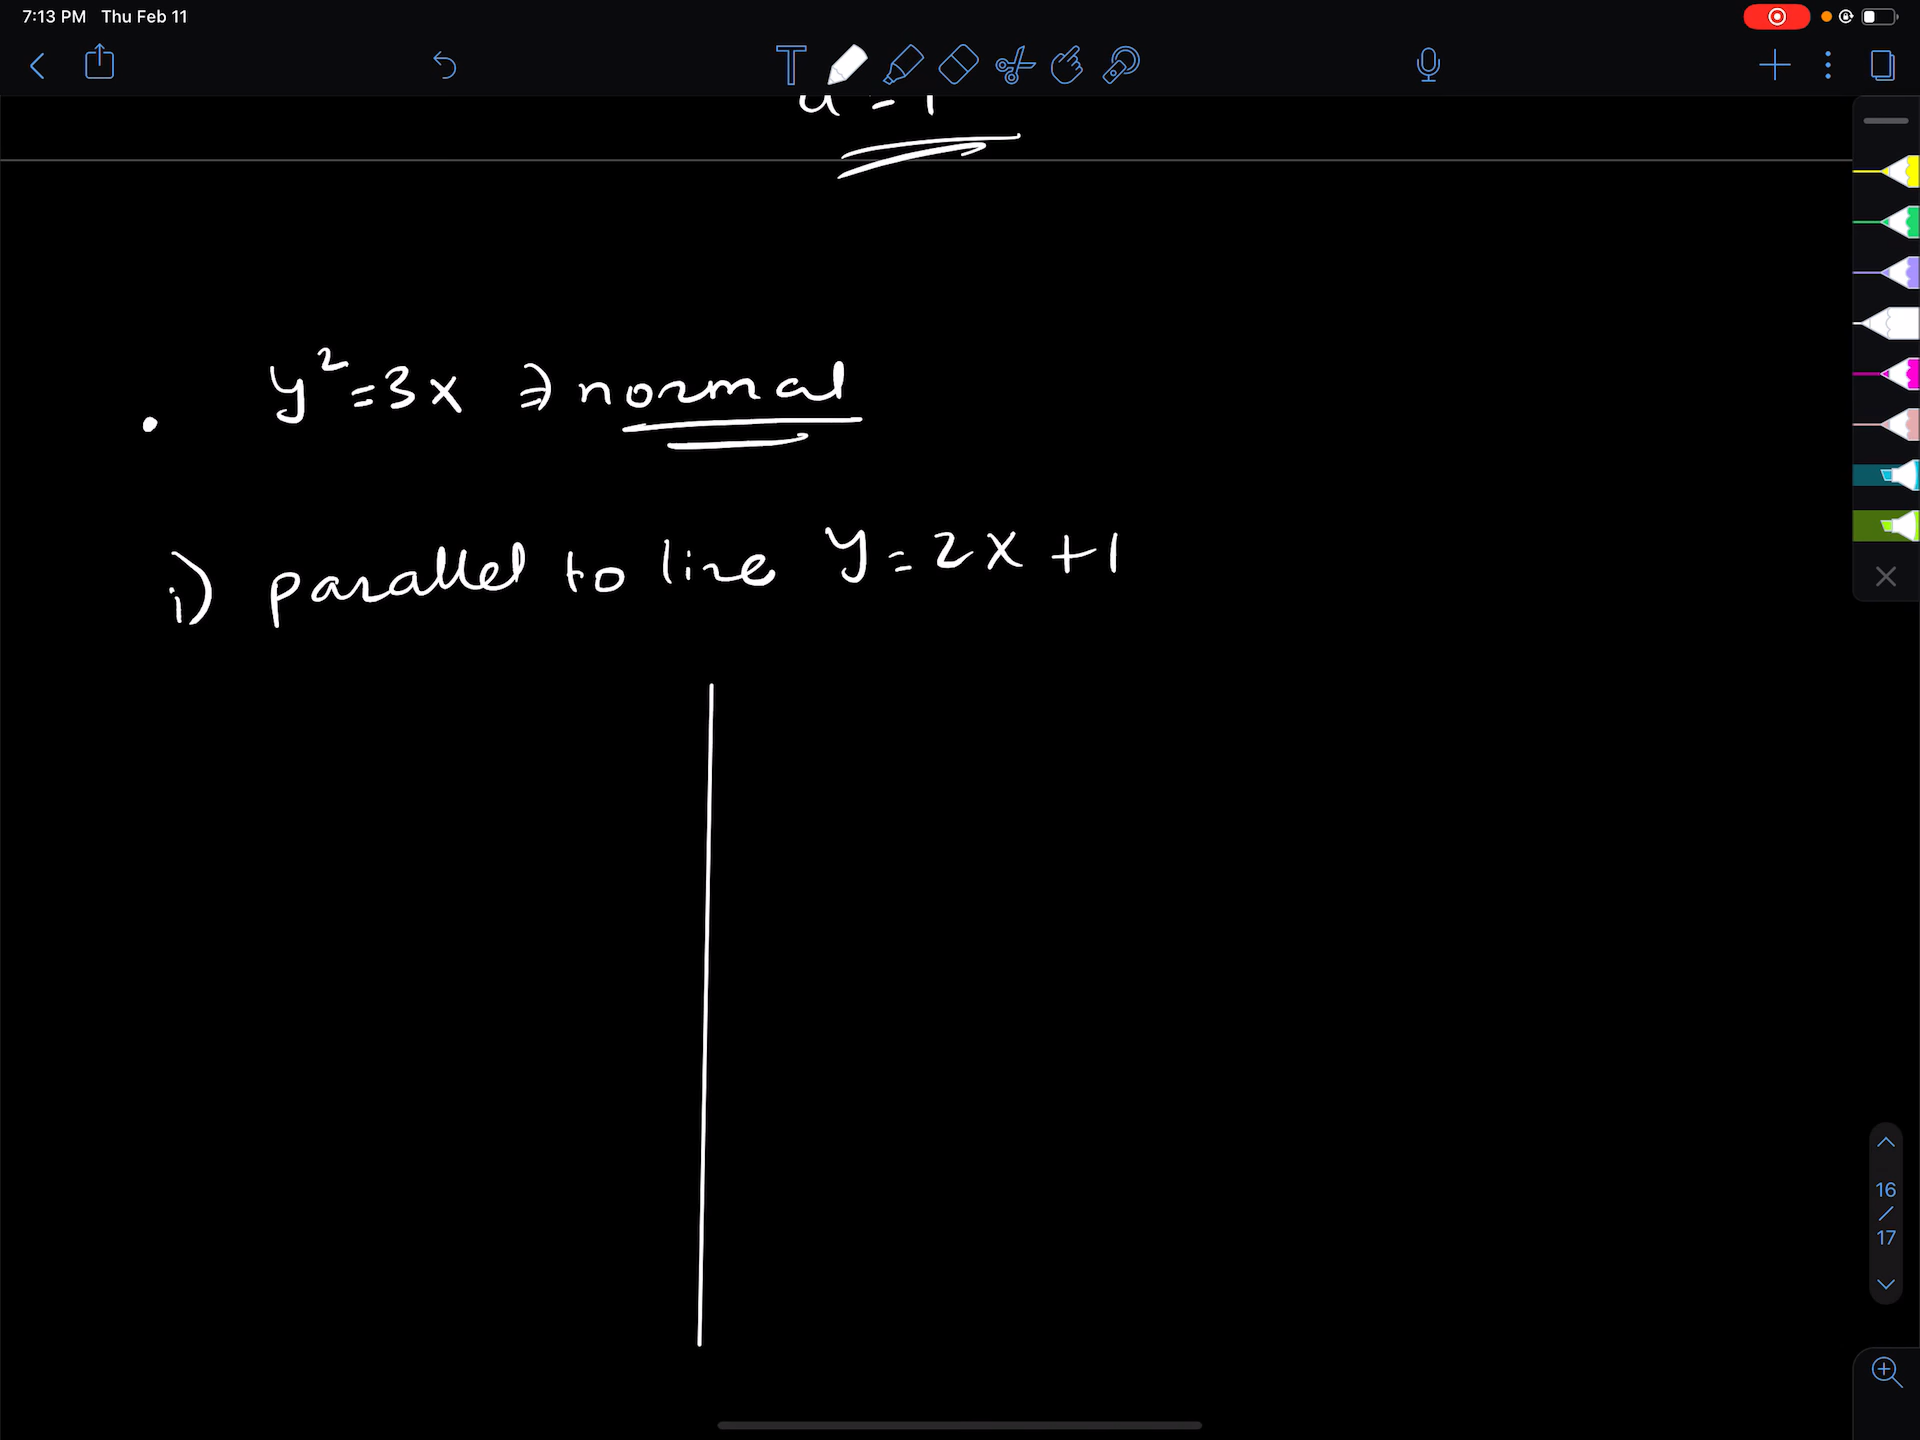 7:13 PM Thu Feb 11
y² = 3x ⇒ normal
i) parallel to line y = 2x + 1
16
/
17